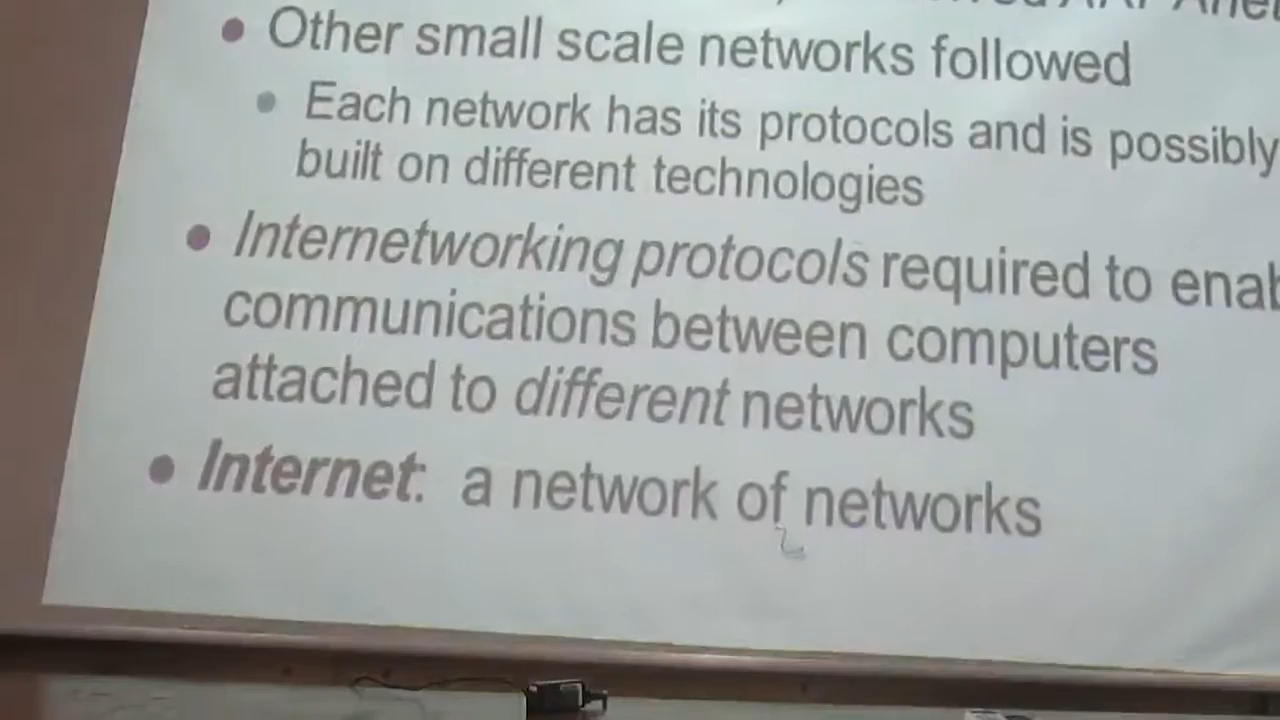 • Other small scale networks followed
• Each network has its protocols and is possibly
built on different technologies
• Internetworking protocols required to
communications between computers
attached to different networks
• Internet: a network of networks